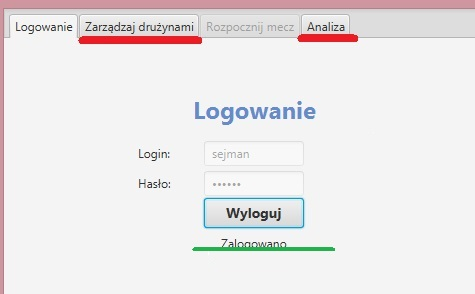 Logowanie Zarządzaj drużynami Rozpocznij mecz Analiza
Logowanie
Login: sejman
Hasło: ••••••
Wyloguj
Zalogowano